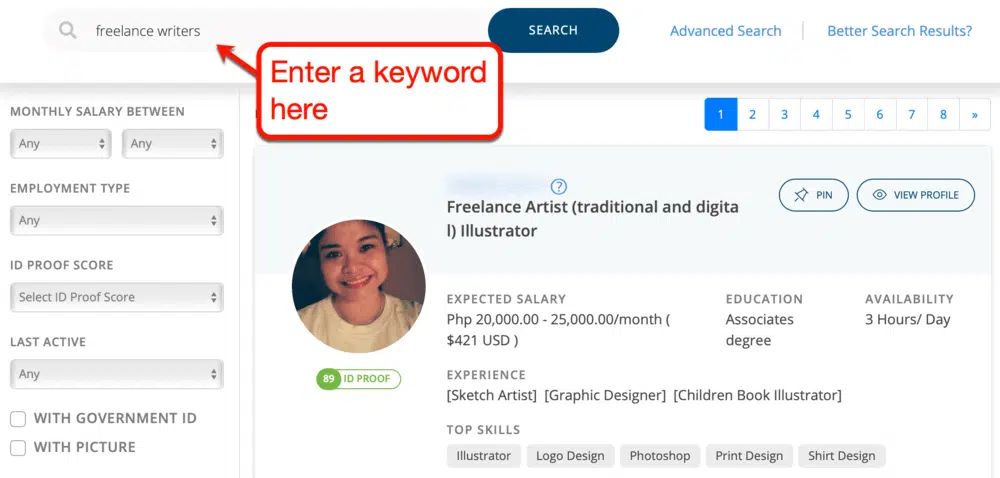 freelance writers
SEARCH
Advanced Search
Better Search Results?
Enter a keyword
here
MONTHLY SALARY BETWEEN
Any
Any
EMPLOYMENT TYPE
Any
ID PROOF SCORE
Select ID Proof Score
LAST ACTIVE
Any
WITH GOVERNMENT ID
WITH PICTURE
1 2 3 4 5 6 7 8 »
?
Freelance Artist (traditional and digita
l) Illustrator
PIN
VIEW PROFILE
89 ID PROOF
EXPECTED SALARY
Php 20,000.00 - 25,000.00/month (
$421 USD )
EDUCATION
Associates
degree
AVAILABILITY
3 Hours/ Day
EXPERIENCE
[Sketch Artist] [Graphic Designer] [Children Book Illustrator]
TOP SKILLS
Illustrator
Logo Design
Photoshop
Print Design
Shirt Design